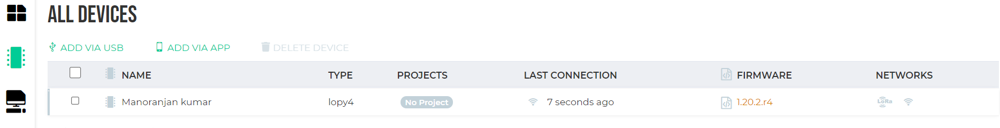 ALL DEVICES
ADD VIA USB ADD VIA APP DELETE DEVICE
NAME TYPE PROJECTS LAST CONNECTION FIRMWARE NETWORKS
Manoranjan kumar lopy4 No Project 7 seconds ago 1.20.2.r4 LoRa